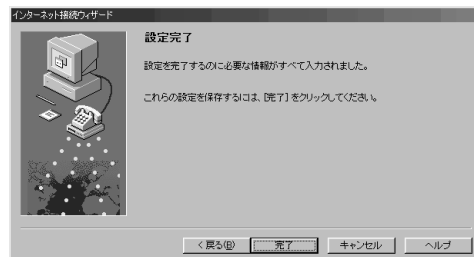 インターネット接続ウィザード
設定完了
設定を完了するのに必要な情報がすべて入力されました。
これらの設定を保存するには、[完了] をクリックしてください。
< 戻る(B)
完了
キャンセル
ヘルプ